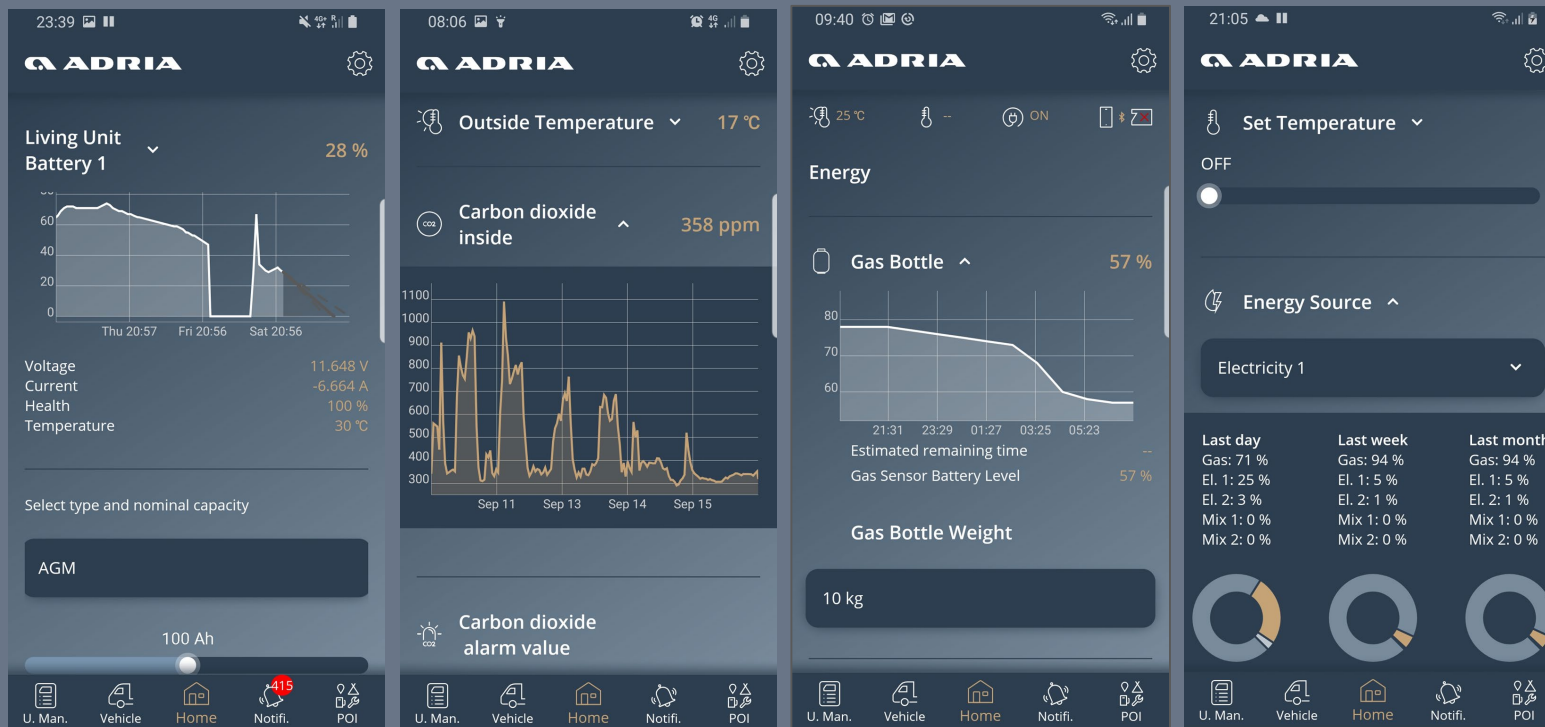 23:39
4G+ R
ADRIA
Living Unit
Battery 1
28 %
60
40
20
0
Thu 20:57 Fri 20:56 Sat 20:56
Voltage 11.648 V
Current -6.664 A
Health 100 %
Temperature 30 °C
Select type and nominal capacity
AGM
100 Ah
415
U. Man. Vehicle Home Notifi. POI
08:06
4G
ADRIA
Outside Temperature 17 °C
CO2
Carbon dioxide
inside
358 ppm
1100
1000
900
800
700
600
500
400
300
Sep 11 Sep 13 Sep 14 Sep 15
CO2
Carbon dioxide
alarm value
U. Man. Vehicle Home Notifi. POI
09:40
ADRIA
25 °C -- ON
Energy
Gas Bottle 57 %
80
70
60
21:31 23:29 01:27 03:25 05:23
Estimated remaining time --
Gas Sensor Battery Level 57 %
Gas Bottle Weight
10 kg
U. Man. Vehicle Home Notifi. POI
21:05
ADRIA
Set Temperature
OFF
Energy Source
Electricity 1
Last day Last week Last month
Gas: 71 % Gas: 94 % Gas: 94 %
El. 1: 25 % El. 1: 5 % El. 1: 5 %
El. 2: 3 % El. 2: 1 % El. 2: 1 %
Mix 1: 0 % Mix 1: 0 % Mix 1: 0 %
Mix 2: 0 % Mix 2: 0 % Mix 2: 0 %
U. Man. Vehicle Home Notifi. POI